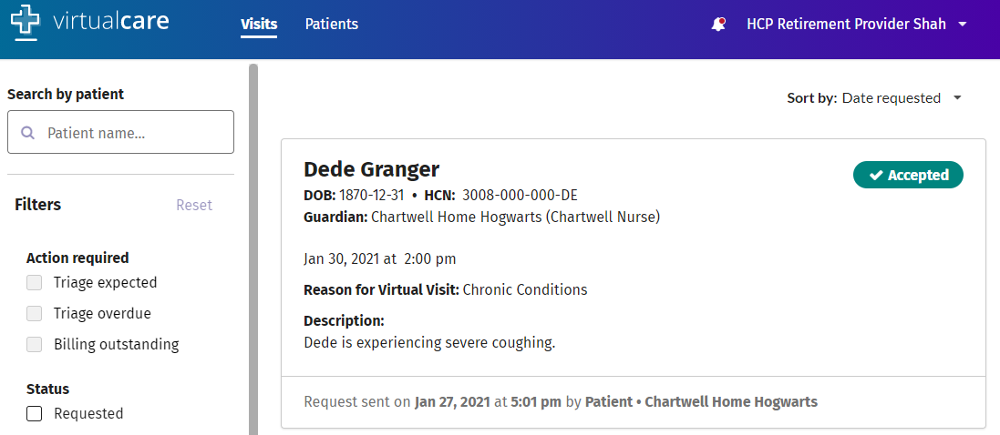 virtualcare
Visits
Patients
HCP Retirement Provider Shah
Search by patient
Patient name...
Filters
Reset
Action required
Triage expected
Triage overdue
Billing outstanding
Status
Requested
Sort by: Date requested
Dede Granger
Accepted
DOB: 1870-12-31 • HCN: 3008-000-000-DE
Guardian: Chartwell Home Hogwarts (Chartwell Nurse)
Jan 30, 2021 at 2:00 pm
Reason for Virtual Visit: Chronic Conditions
Description:
Dede is experiencing severe coughing.
Request sent on Jan 27, 2021 at 5:01 pm by Patient • Chartwell Home Hogwarts